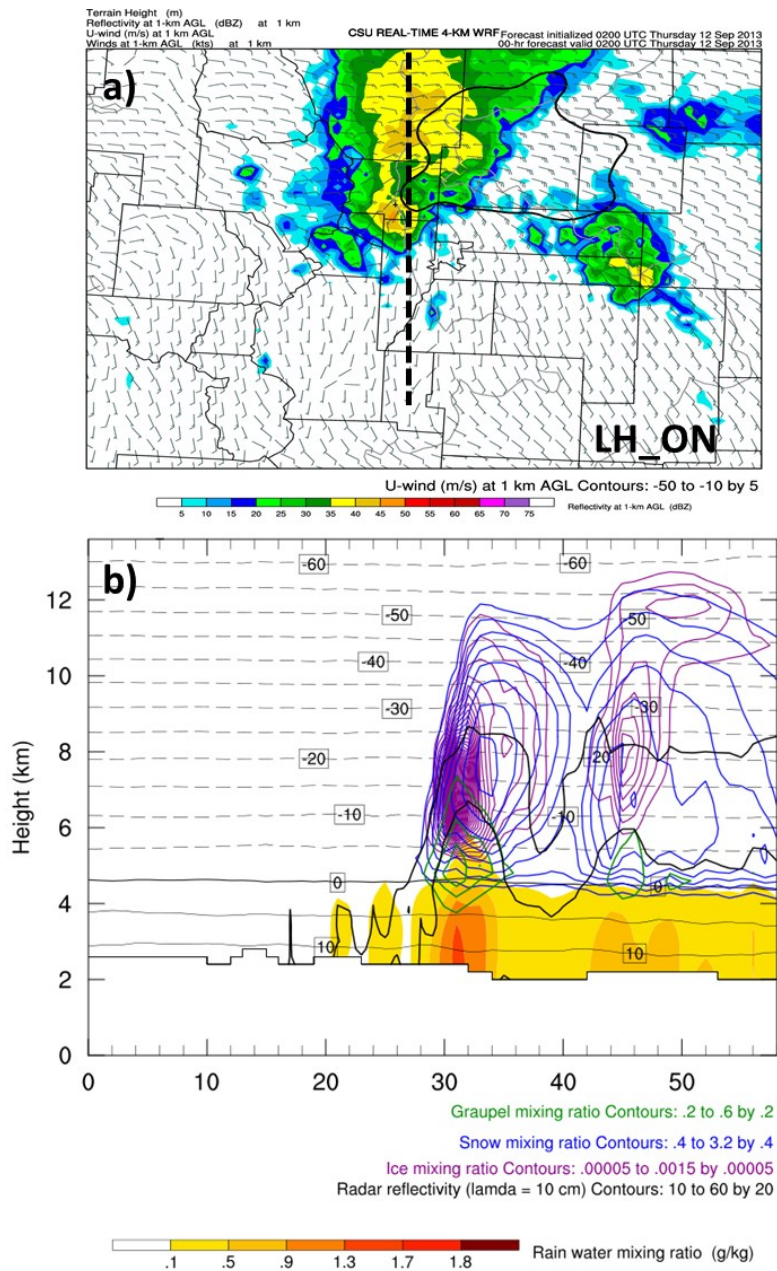 Terrain Height (m)
Reflectivity at 1-km AGL (dBZ) at 1 km
U-wind (m/s) at 1 km AGL
Winds at 1-km AGL (kts) at 1 km
CSU REAL-TIME 4-KM WRF
Forecast initialized 0200 UTC Thursday 12 Sep 2013
00-hr forecast valid 0200 UTC Thursday 12 Sep 2013
a)
LH_ON
U-wind (m/s) at 1 km AGL Contours: -50 to -10 by 5
5 10 15 20 25 30 35 40 45 50 55 60 65 70 75
Reflectivity at 1-km AGL (dBZ)
b)
-60 -60
12
-50 -50
-40 -40
10
-30 -30
8
-20 -20
-10 -10
6
0 0
4
10 10
2
0
Height (km)
0 10 20 30 40 50
Graupel mixing ratio Contours: .2 to .6 by .2
Snow mixing ratio Contours: .4 to 3.2 by .4
Ice mixing ratio Contours: .00005 to .0015 by .00005
Radar reflectivity (lamda = 10 cm) Contours: 10 to 60 by 20
.1 .5 .9 1.3 1.7 1.8
Rain water mixing ratio (g/kg)